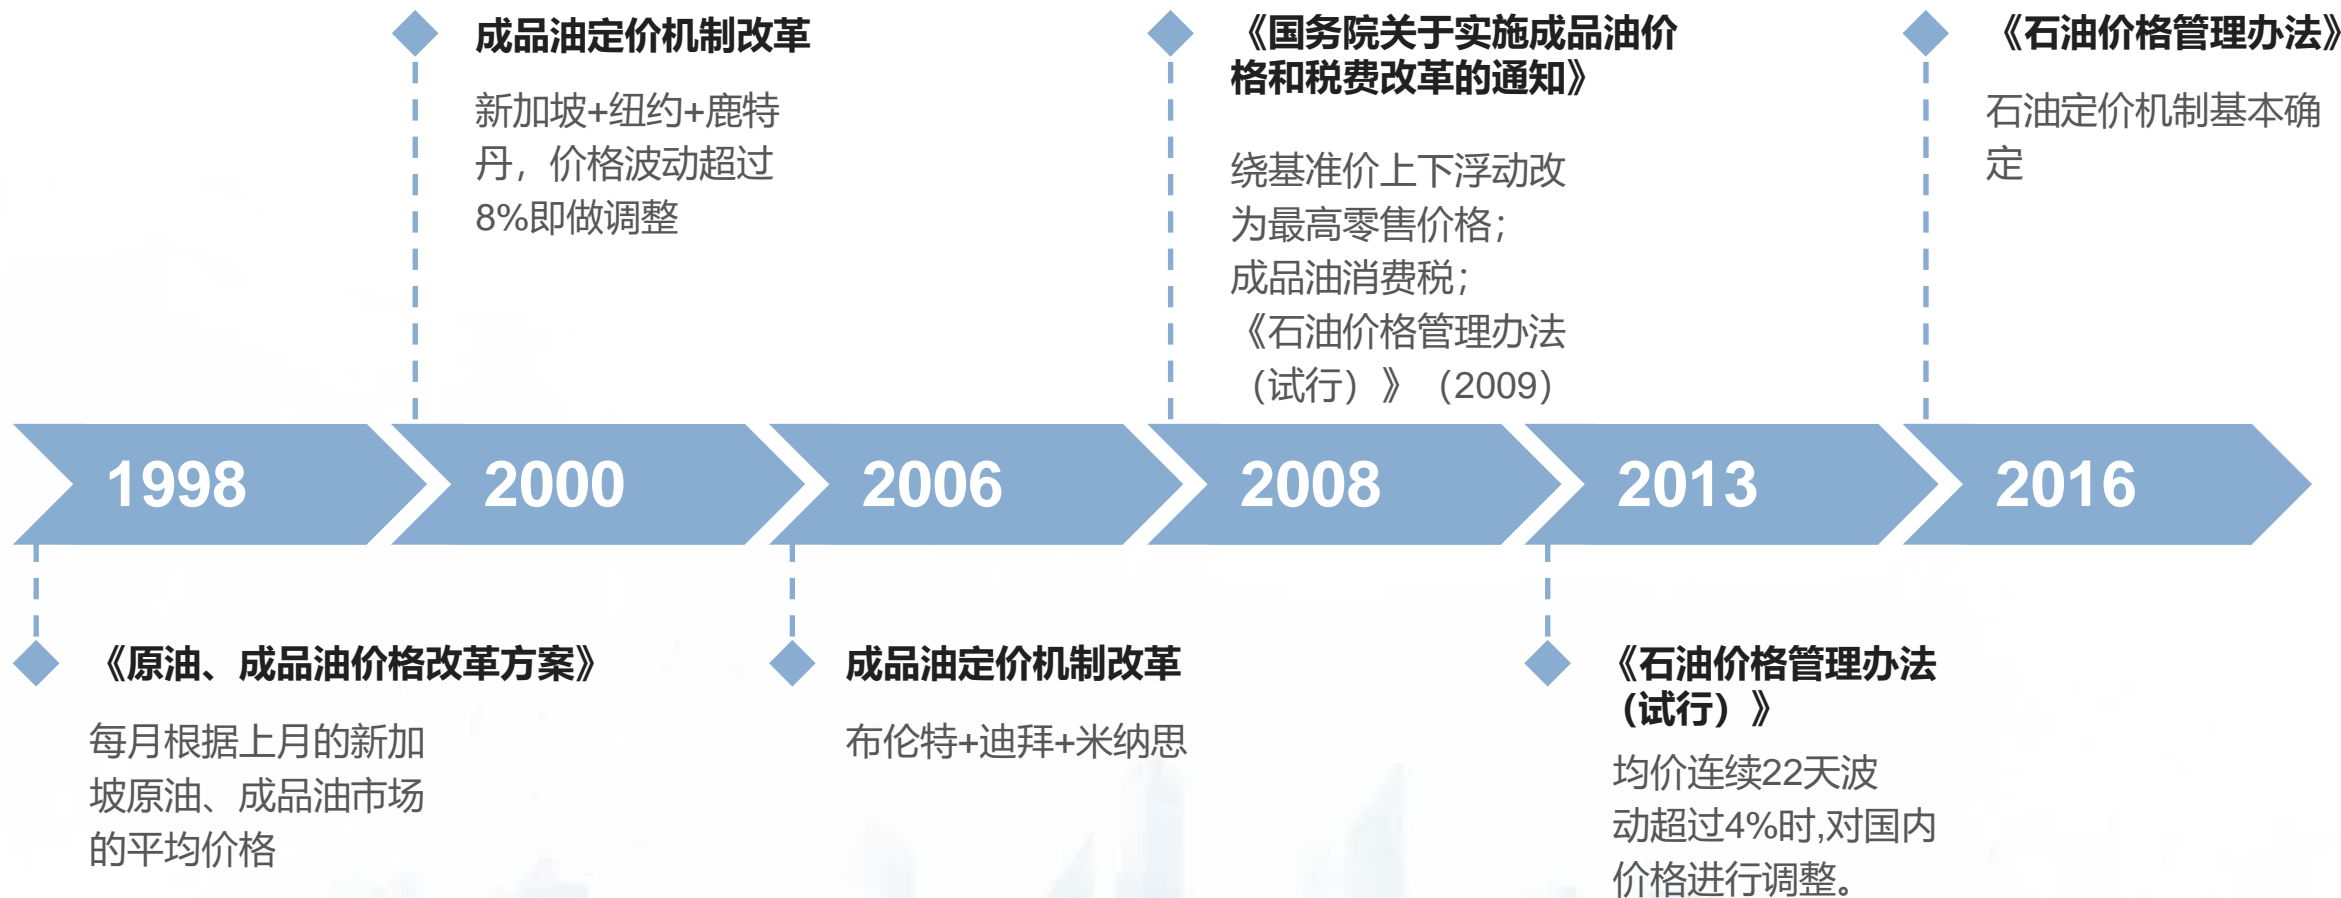 成品油定价机制改革
新加坡+纽约+鹿特
丹，价格波动超过
8%即做调整
《国务院关于实施成品油价
格和税费改革的通知》
绕基准价上下浮动改
为最高零售价格；
成品油消费税；
《石油价格管理办法
（试行）》（2009）
《石油价格管理办法》
石油定价机制基本确
定
1998
2000
2006
2008
2013
2016
《原油、成品油价格改革方案》
每月根据上月的新加
坡原油、成品油市场
的平均价格
成品油定价机制改革
布伦特+迪拜+米纳思
《石油价格管理办法
（试行）》
均价连续22天波
动超过4%时,对国内
价格进行调整。